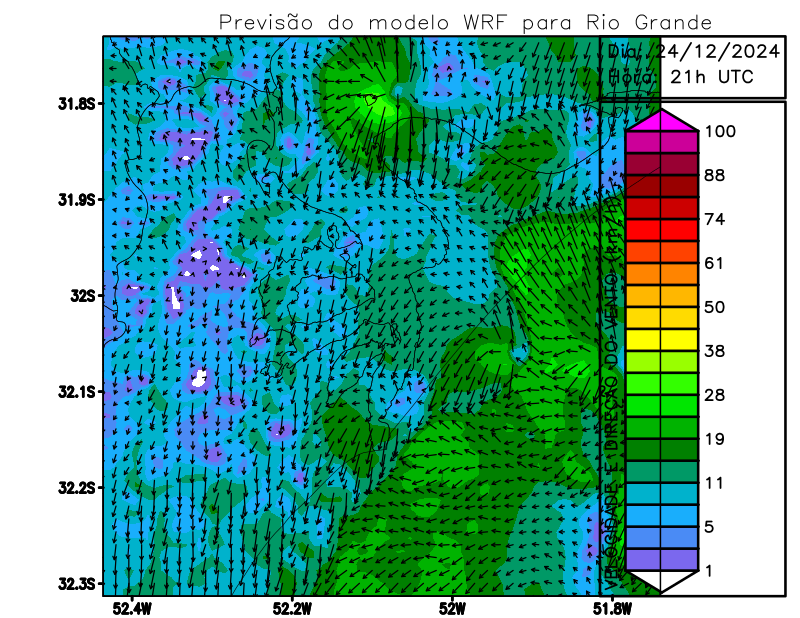 Previsão do modelo WRF para Rio Grande
Dia: 24/12/2024
Hora: 21h UTC
31.8S
31.9S
32S
32.1S
32.2S
32.3S
52.4W
52.2W
52W
51.8W
100
88
74
61
50
38
28
19
11
5
1
VELOCIDADE E DIREÇÃO DO VENTO (km/h)